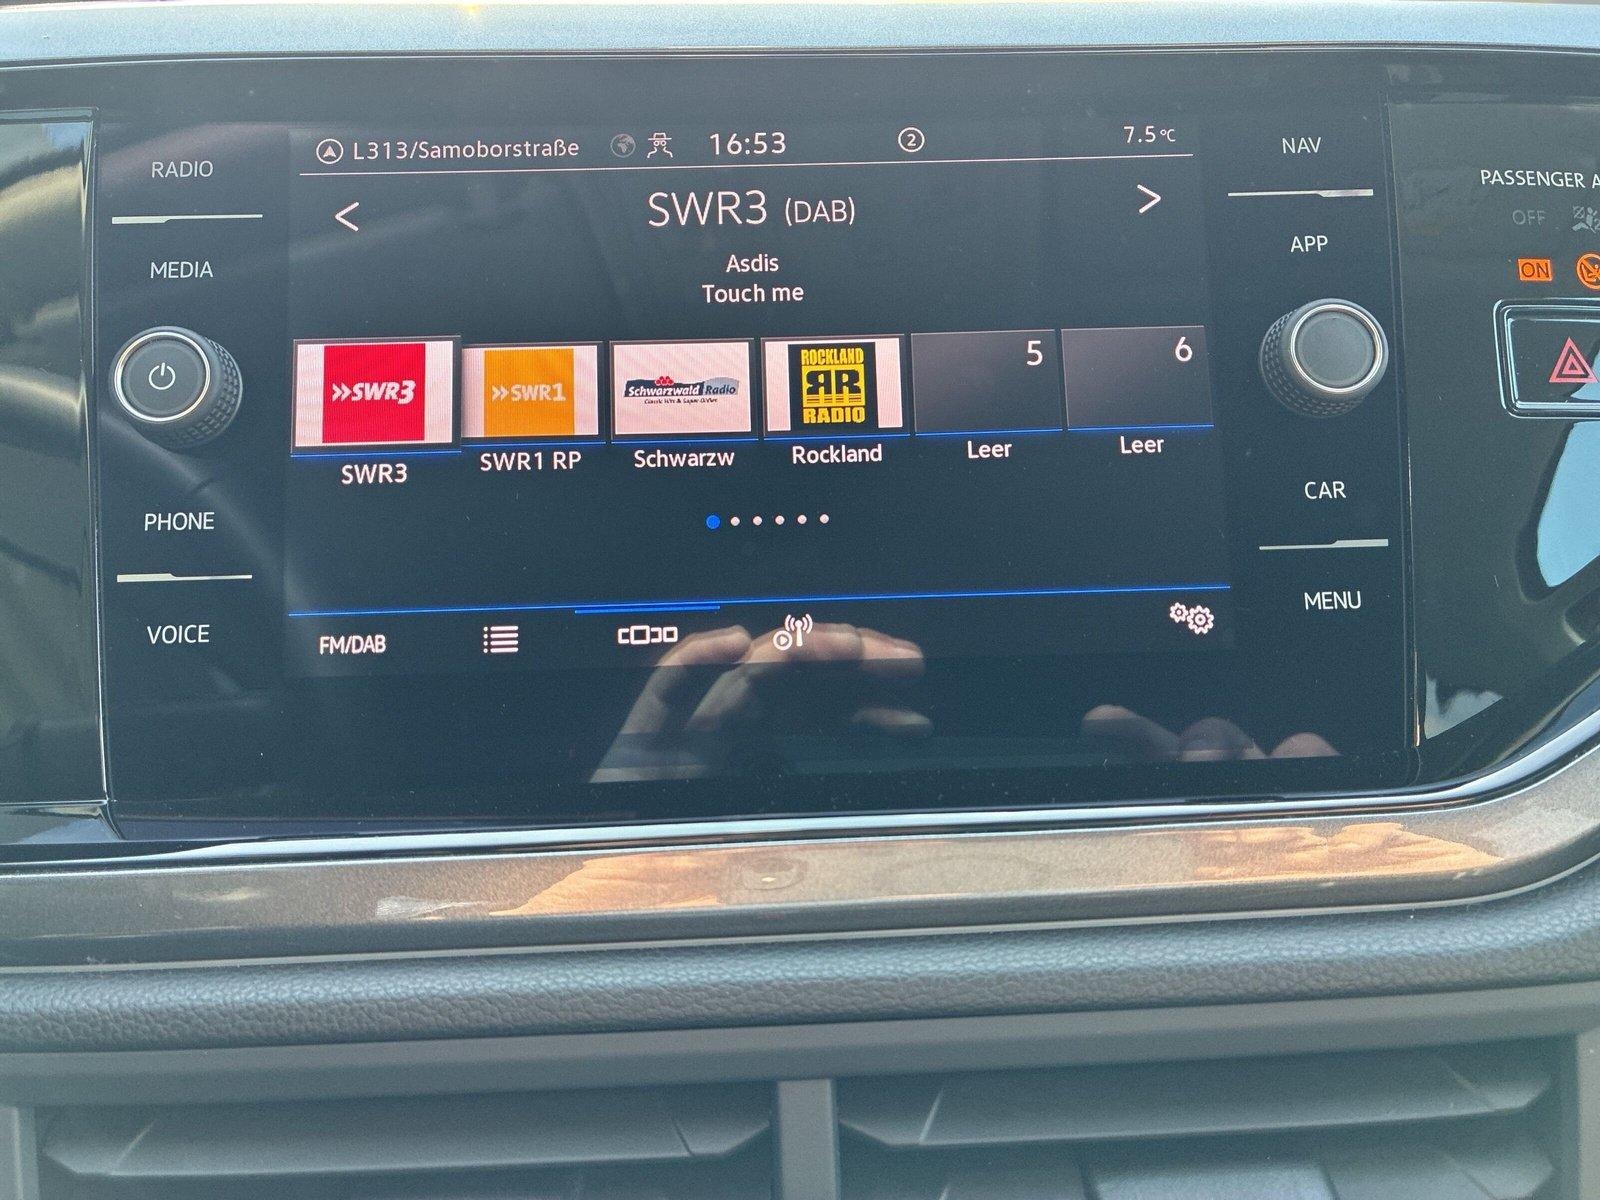 L313/Samoborstraße 16:53 2 7.5°C
< SWR3 (DAB) >
Asdis
Touch me
RADIO
MEDIA
PHONE
VOICE
»SWR3
»SWR1
Schwarzwald Radio
ROCKLAND
RR
RADIO
5
6
SWR3
SWR1 RP
Schwarzw
Rockland
Leer
Leer
FM/DAB
NAV
APP
CAR
MENU
PASSENGER
OFF
ON